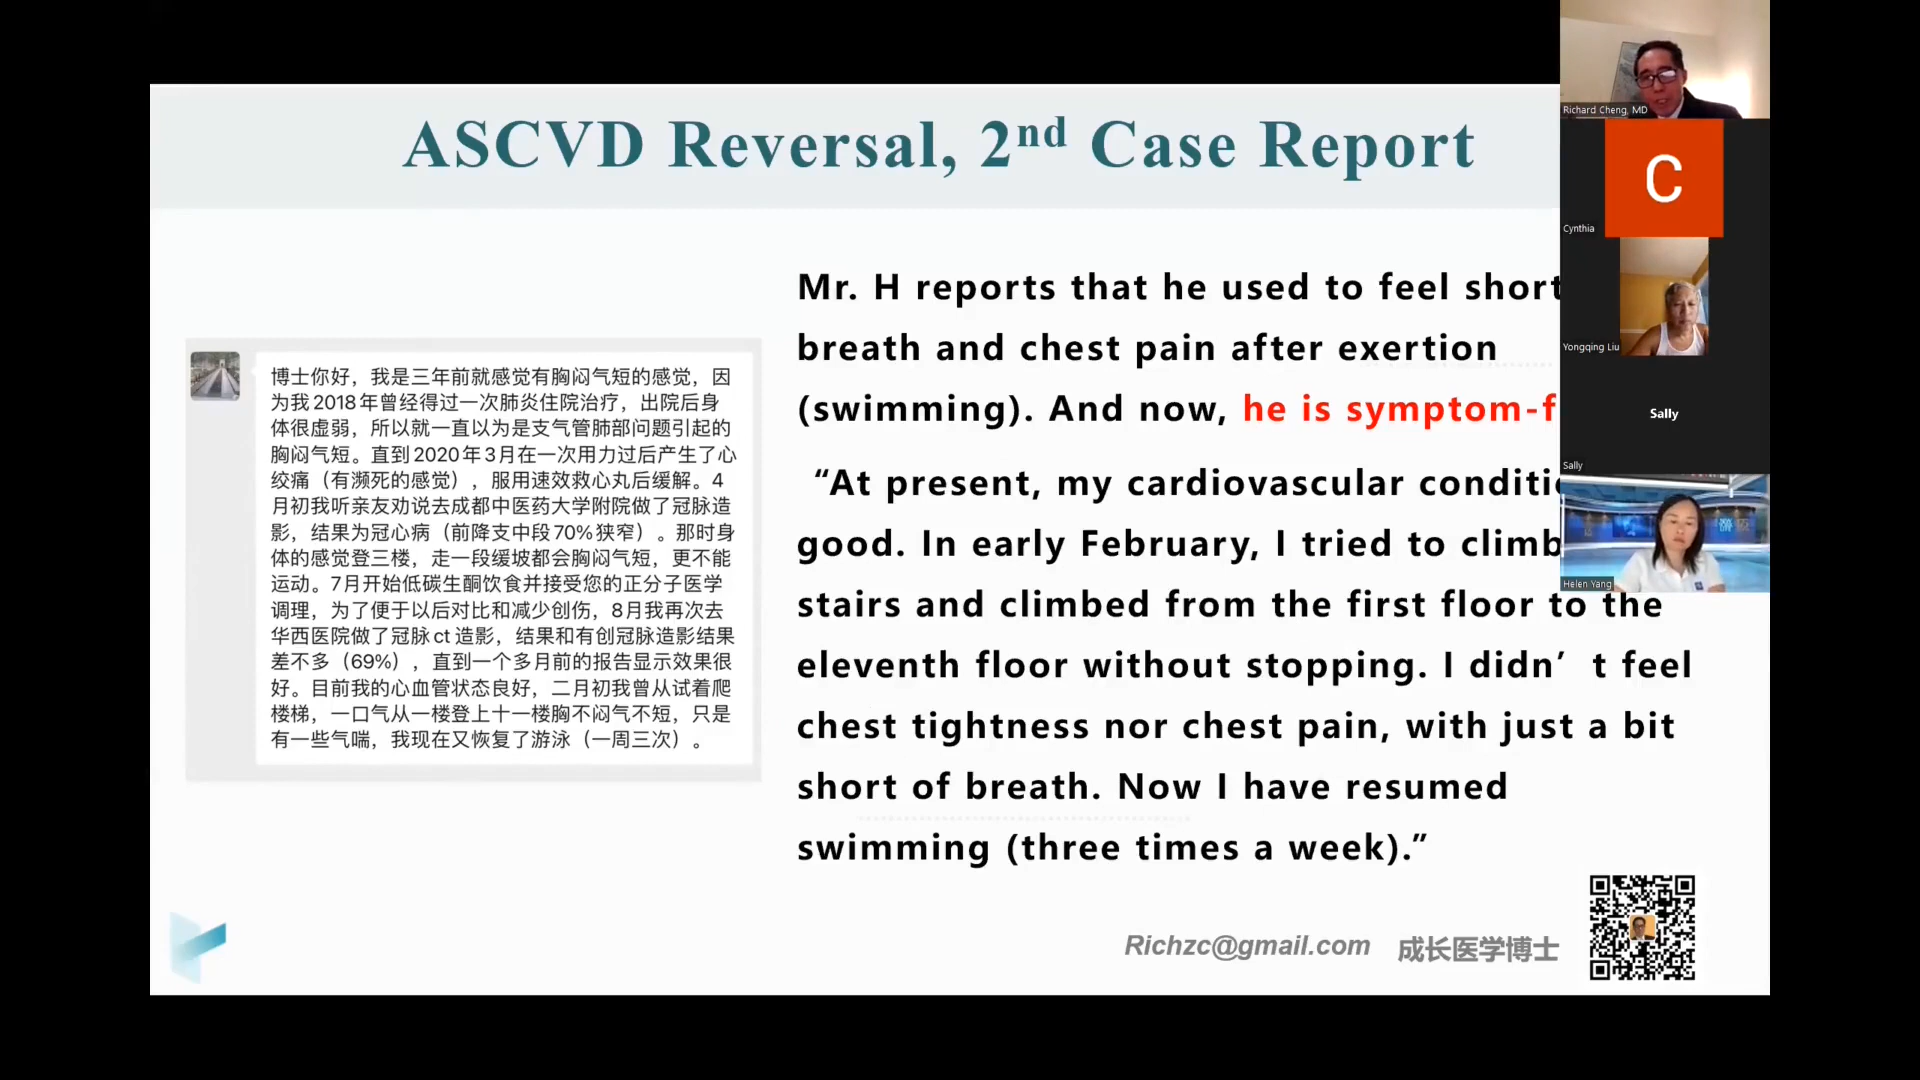 ASCVD Reversal, 2nd Case Report
博士你好，我是三年前就感觉有胸闷气短的感觉，因
为我2018年曾经得过一次肺炎住院治疗，出院后身
体很虚弱，所以就一直以为是支气管肺部问题引起的
胸闷气短。直到2020年3月在一次用力过后产生了心
绞痛（有濒死的感觉），服用速效救心丸后缓解。4
月初我听亲友劝说去成都中医药大学附院做了冠脉造
影，结果为冠心病（前降支中段70%狭窄）。那时身
体的感觉登三楼，走一段缓坡都会胸闷气短，更不能
运动。7月开始低碳生酮饮食并接受您的正分子医学
调理，为了便于以后对比和减少创伤，8月我再次去
华西医院做了冠脉ct造影，结果和有创冠脉造影结果
差不多（69%），直到一个多月前的报告显示效果很
好。目前我的心血管状态良好，二月初我曾从试着爬
楼梯，一口气从一楼登上十一楼胸不闷气不短，只是
有一些气喘，我现在又恢复了游泳（一周三次）。
Mr. H reports that he used to feel short
breath and chest pain after exertion
(swimming). And now, he is symptom-f
“At present, my cardiovascular conditi
good. In early February, I tried to climb
stairs and climbed from the first floor to the
eleventh floor without stopping. I didn’t feel
chest tightness nor chest pain, with just a bit
short of breath. Now I have resumed
swimming (three times a week).”
Richzc@gmail.com 成长医学博士
Richard Cheng, MD
C
Cynthia
Yongqing Liu
Sally
Sally
Helen Yang